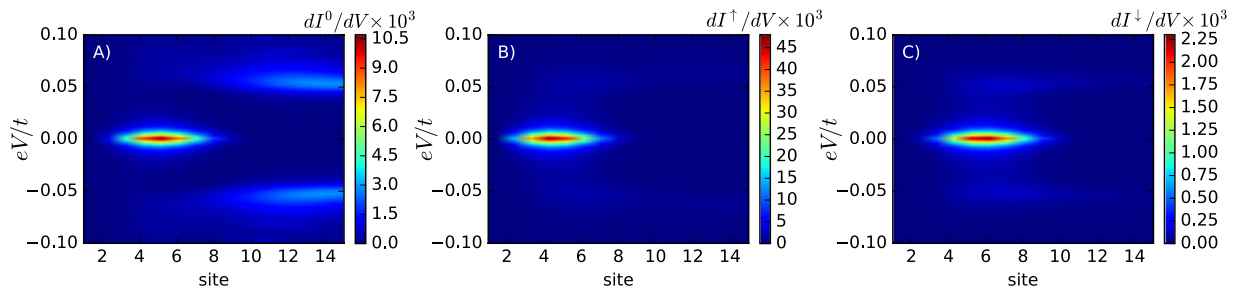 dI⁰/dV×10³
dI↑/dV×10³
dI↓/dV×10³
A)
B)
C)
eV/t
0.10
0.05
0.00
−0.05
−0.10
2 4 6 8 10 12 14
site
10.5
9.0
7.5
6.0
4.5
3.0
1.5
0.0
eV/t
0.10
0.05
0.00
−0.05
−0.10
2 4 6 8 10 12 14
site
45
40
35
30
25
20
15
10
5
0
eV/t
0.10
0.05
0.00
−0.05
−0.10
2 4 6 8 10 12 14
site
2.25
2.00
1.75
1.50
1.25
1.00
0.75
0.50
0.25
0.00